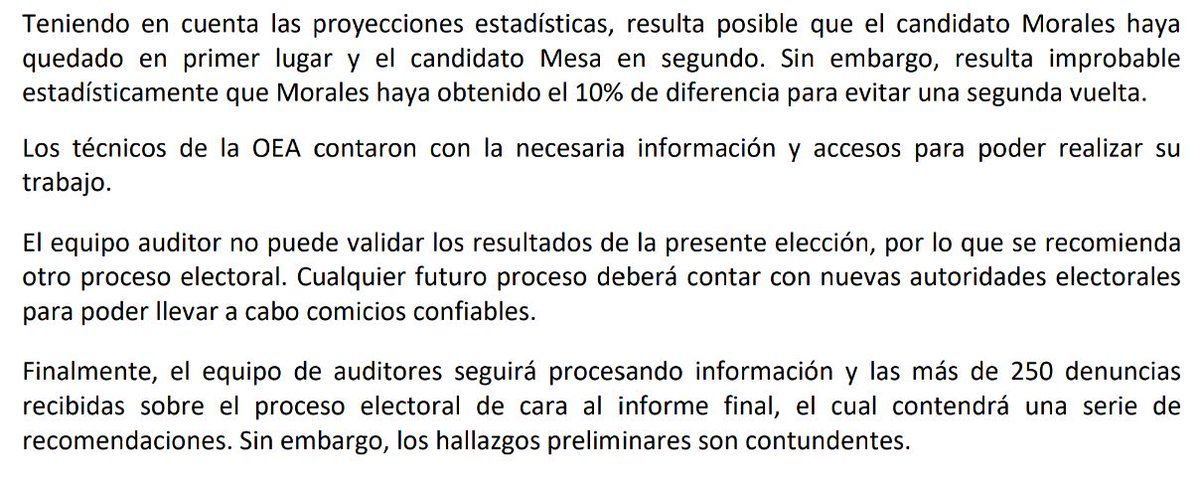 Teniendo en cuenta las proyecciones estadísticas, resulta posible que el candidato Morales haya
quedado en primer lugar y el candidato Mesa en segundo. Sin embargo, resulta improbable
estadísticamente que Morales haya obtenido el 10% de diferencia para evitar una segunda vuelta.
Los técnicos de la OEA contaron con la necesaria información y accesos para poder realizar su
trabajo.
El equipo auditor no puede validar los resultados de la presente elección, por lo que se recomienda
otro proceso electoral. Cualquier futuro proceso deberá contar con nuevas autoridades electorales
para poder llevar a cabo comicios confiables.
Finalmente, el equipo de auditores seguirá procesando información y las más de 250 denuncias
recibidas sobre el proceso electoral de cara al informe final, el cual contendrá una serie de
recomendaciones. Sin embargo, los hallazgos preliminares son contundentes.